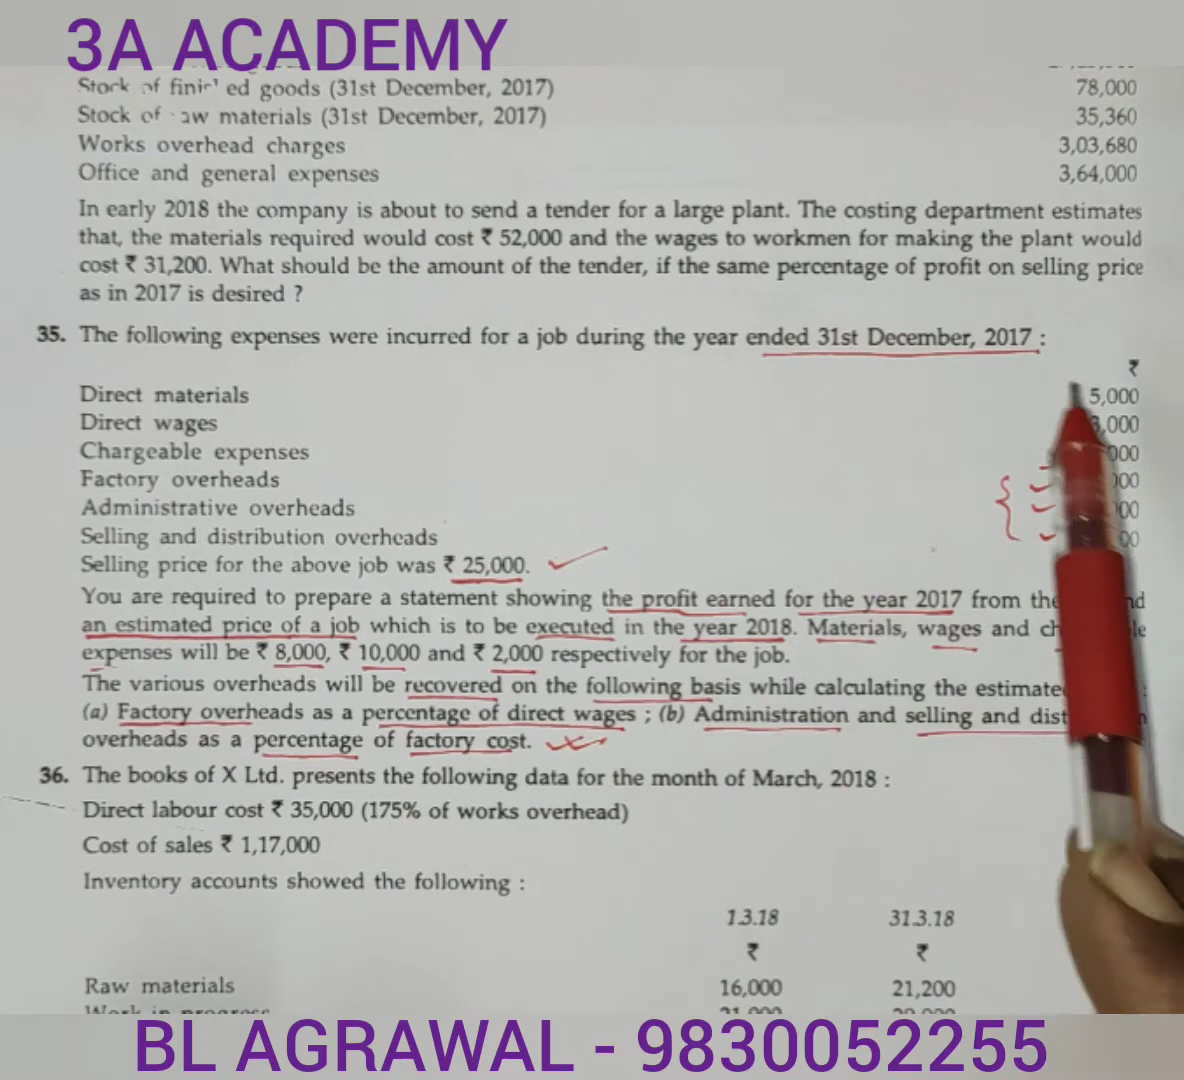 3A ACADEMY
Stock of ed goods (31st December, 2017) 78,000
Stock of materials (31st December, 2017) 35,360
Works overhead charges 3,03,680
Office and general expenses 3,64,000
In early 2018 the company is about to send a tender for a large plant. The costing department estimates
that, the materials required would cost ₹ 52,000 and the wages to workmen for making the plant would
cost ₹ 31,200. What should be the amount of the tender, if the same percentage of profit on selling price
as in 2017 is desired ?
35. The following expenses were incurred for a job during the year ended 31st December, 2017 :
₹
Direct materials 5,000
Direct wages ,000
Chargeable expenses 000
Factory overheads 00
Administrative overheads 00
Selling and distribution overheads 00
Selling price for the above job was ₹ 25,000.
You are required to prepare a statement showing the profit earned for the year 2017 from the nd
an estimated price of a job which is to be executed in the year 2018. Materials, wages and ch le
expenses will be ₹ 8,000, ₹ 10,000 and ₹ 2,000 respectively for the job.
The various overheads will be recovered on the following basis while calculating the estimate :
(a) Factory overheads as a percentage of direct wages ; (b) Administration and selling and dist n
overheads as a percentage of factory cost.
36. The books of X Ltd. presents the following data for the month of March, 2018 :
Direct labour cost ₹ 35,000 (175% of works overhead)
Cost of sales ₹ 1,17,000
Inventory accounts showed the following :
1.3.18 31.3.18
₹ ₹
Raw materials 16,000 21,200
BL AGRAWAL - 9830052255